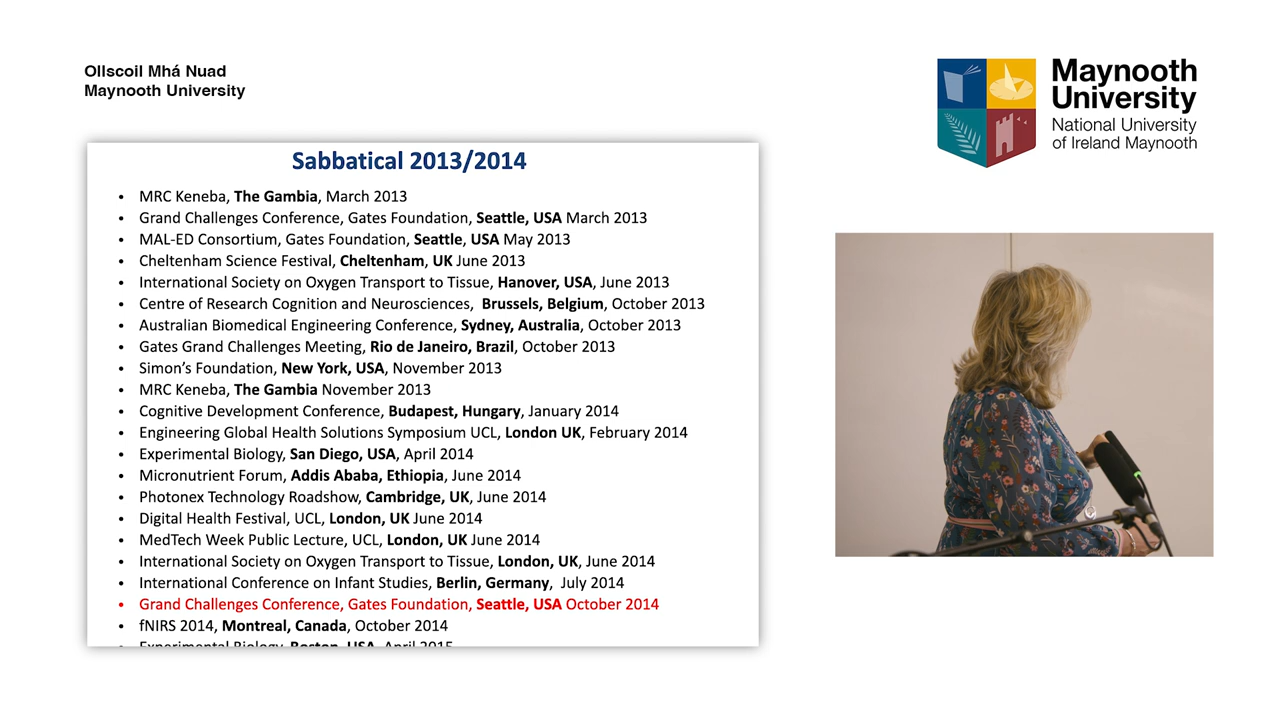 Ollscoil Mhá Nuad
Maynooth University
Maynooth
University
National University
of Ireland Maynooth
Sabbatical 2013/2014
• MRC Keneba, The Gambia, March 2013
• Grand Challenges Conference, Gates Foundation, Seattle, USA March 2013
• MAL-ED Consortium, Gates Foundation, Seattle, USA May 2013
• Cheltenham Science Festival, Cheltenham, UK June 2013
• International Society on Oxygen Transport to Tissue, Hanover, USA, June 2013
• Centre of Research Cognition and Neurosciences, Brussels, Belgium, October 2013
• Australian Biomedical Engineering Conference, Sydney, Australia, October 2013
• Gates Grand Challenges Meeting, Rio de Janeiro, Brazil, October 2013
• Simon's Foundation, New York, USA, November 2013
• MRC Keneba, The Gambia November 2013
• Cognitive Development Conference, Budapest, Hungary, January 2014
• Engineering Global Health Solutions Symposium UCL, London UK, February 2014
• Experimental Biology, San Diego, USA, April 2014
• Micronutrient Forum, Addis Ababa, Ethiopia, June 2014
• Photonex Technology Roadshow, Cambridge, UK, June 2014
• Digital Health Festival, UCL, London, UK June 2014
• MedTech Week Public Lecture, UCL, London, UK June 2014
• International Society on Oxygen Transport to Tissue, London, UK, June 2014
• International Conference on Infant Studies, Berlin, Germany, July 2014
• Grand Challenges Conference, Gates Foundation, Seattle, USA October 2014
• fNIRS 2014, Montreal, Canada, October 2014
• Experimental Biology, Boston, USA, April 2015